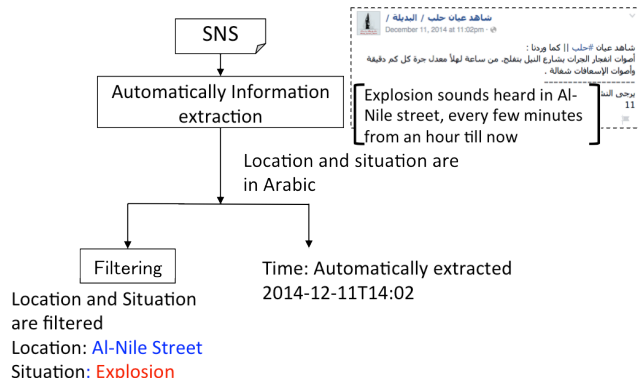 SNS
شاهد عيان حلب / البديلة /
December 11, 2014 at 11:02pm ·
شاهد عيان #حلب || كما وردنا :
أصوات انفجار الجرات بشارع النيل بتفلج. من ساعة لهلأ معدل جرة كل كم دقيقة
وأصوات الإسعافات شغالة .
يرجى النش
11
Automatically Information
extraction
Explosion sounds heard in Al-
Nile street, every few minutes
from an hour till now
Location and situation are
in Arabic
Filtering
Time: Automatically extracted
2014-12-11T14:02
Location and Situation
are filtered
Location: Al-Nile Street
Situation: Explosion